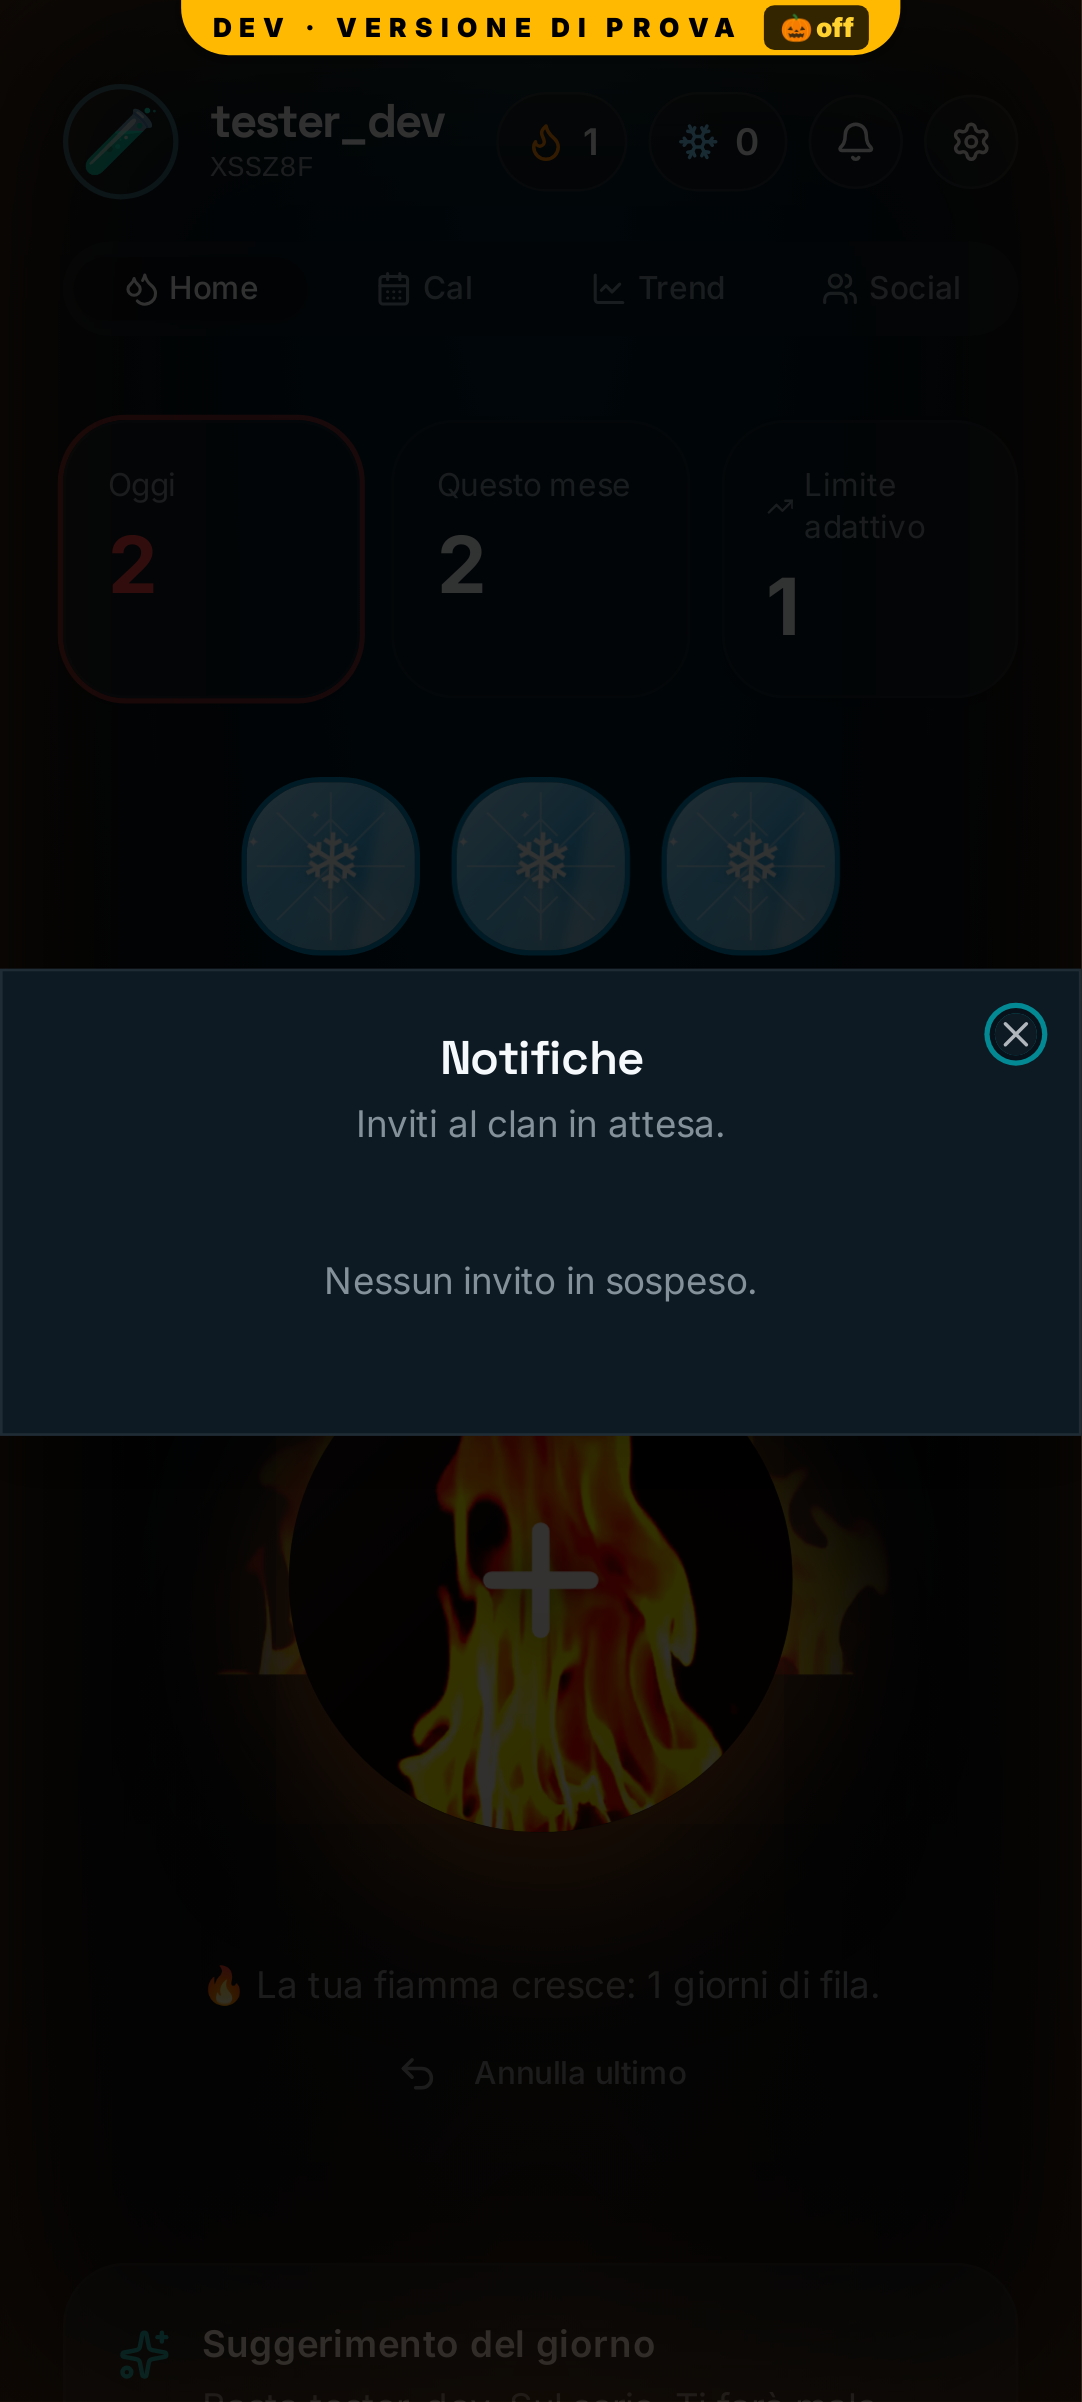 DEV · VERSIONE DI PROVA 🎃 off
tester_dev
XSSZ8F
1
0
Home
Cal
Trend
Social
Oggi
2
Questo mese
2
Limite
adattivo
1
Notifiche
Inviti al clan in attesa.
Nessun invito in sospeso.
🔥 La tua fiamma cresce: 1 giorni di fila.
Annulla ultimo
Suggerimento del giorno